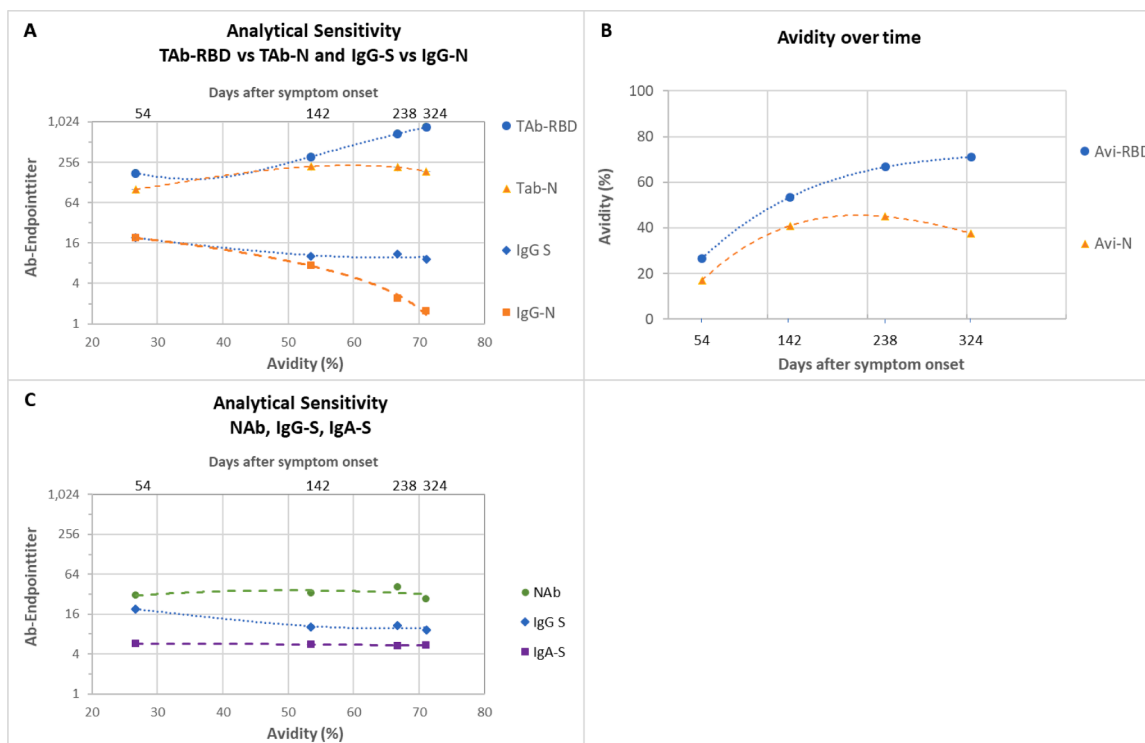 A
Analytical Sensitivity
TAb-RBD vs TAb-N and IgG-S vs IgG-N
Days after symptom onset
54 142 238 324
1,024
256
64
16
4
1
Ab-Endpointtiter
20 30 40 50 60 70 80
Avidity (%)
TAb-RBD
Tab-N
IgG S
IgG-N
B
Avidity over time
100
80
60
40
20
0
Avidity (%)
54 142 238 324
Days after symptom onset
Avi-RBD
Avi-N
C
Analytical Sensitivity
NAb, IgG-S, IgA-S
Days after symptom onset
54 142 238 324
1,024
256
64
16
4
1
Ab-Endpointtiter
20 30 40 50 60 70 80
Avidity (%)
NAb
IgG S
IgA-S